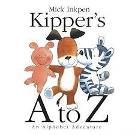 Mick Inkpen
Kipper's
A to Z
An Alphabet Adventure